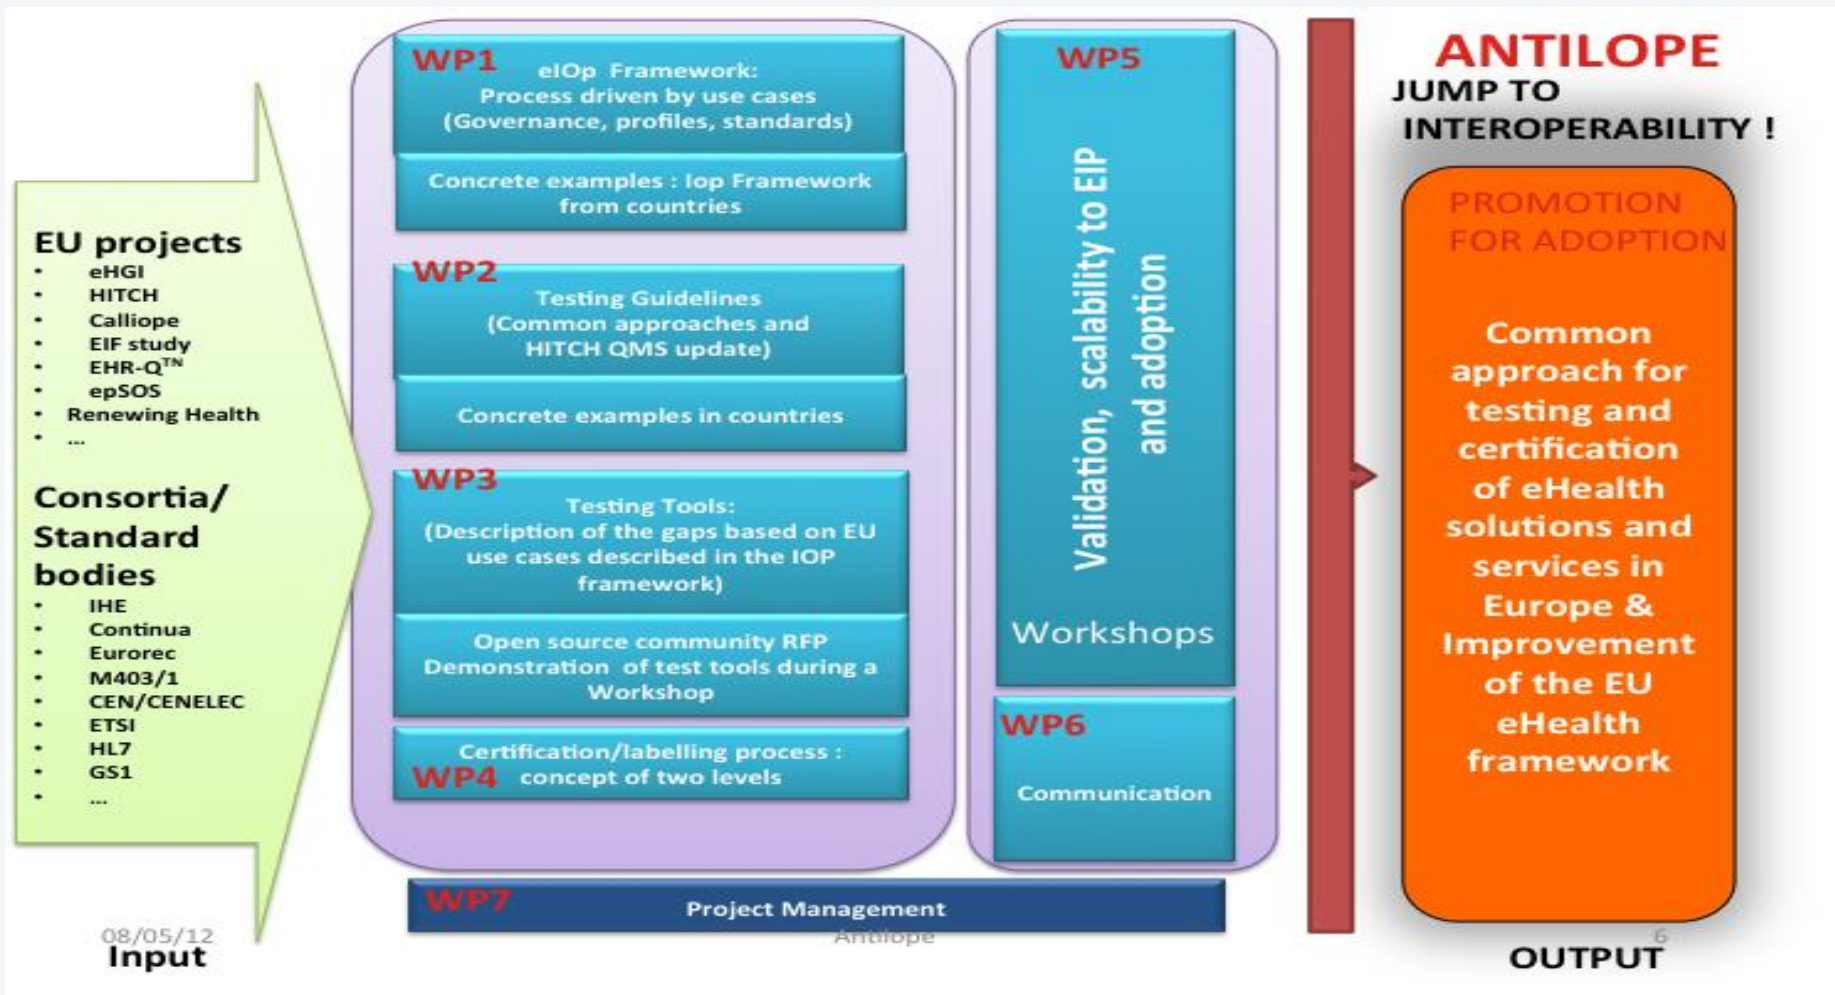 EU projects
• eHGI
• HITCH
• Calliope
• EIF study
• EHR-Qᵀᴺ
• epSOS
• Renewing Health
• ...
Consortia/
Standard
bodies
• IHE
• Continua
• Eurorec
• M403/1
• CEN/CENELEC
• ETSI
• HL7
• GS1
• ...
08/05/12
Input
WP1
eIOp Framework:
Process driven by use cases
(Governance, profiles, standards)
Concrete examples : Iop Framework
from countries
WP2
Testing Guidelines
(Common approaches and
HITCH QMS update)
Concrete examples in countries
WP3
Testing Tools:
(Description of the gaps based on EU
use cases described in the IOP
framework)
Open source community RFP
Demonstration of test tools during a
Workshop
Certification/labelling process :
WP4 concept of two levels
WP5
Validation, scalability to EIP
and adoption
Workshops
WP6
Communication
WP7
Project Management
Antilope
ANTILOPE
JUMP TO
INTEROPERABILITY !
PROMOTION
FOR ADOPTION
Common
approach for
testing and
certification
of eHealth
solutions and
services in
Europe &
Improvement
of the EU
eHealth
framework
6
OUTPUT